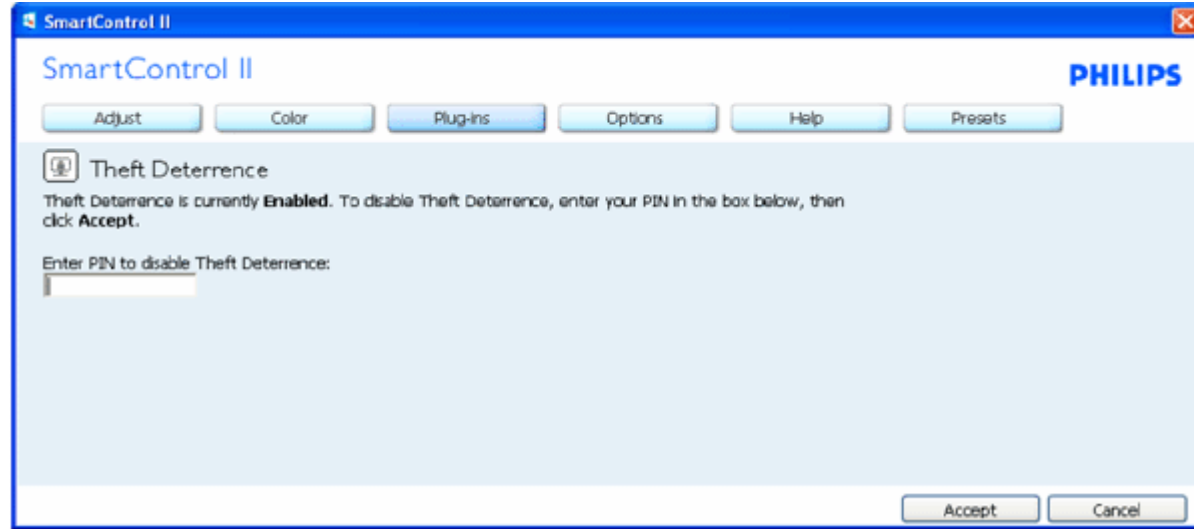 SmartControl II
SmartControl II
PHILIPS
Adjust Color Plug-ins Options Help Presets
Theft Deterrence
Theft Deterrence is currently Enabled. To disable Theft Deterrence, enter your PIN in the box below, then
click Accept.
Enter PIN to disable Theft Deterrence:
Accept Cancel